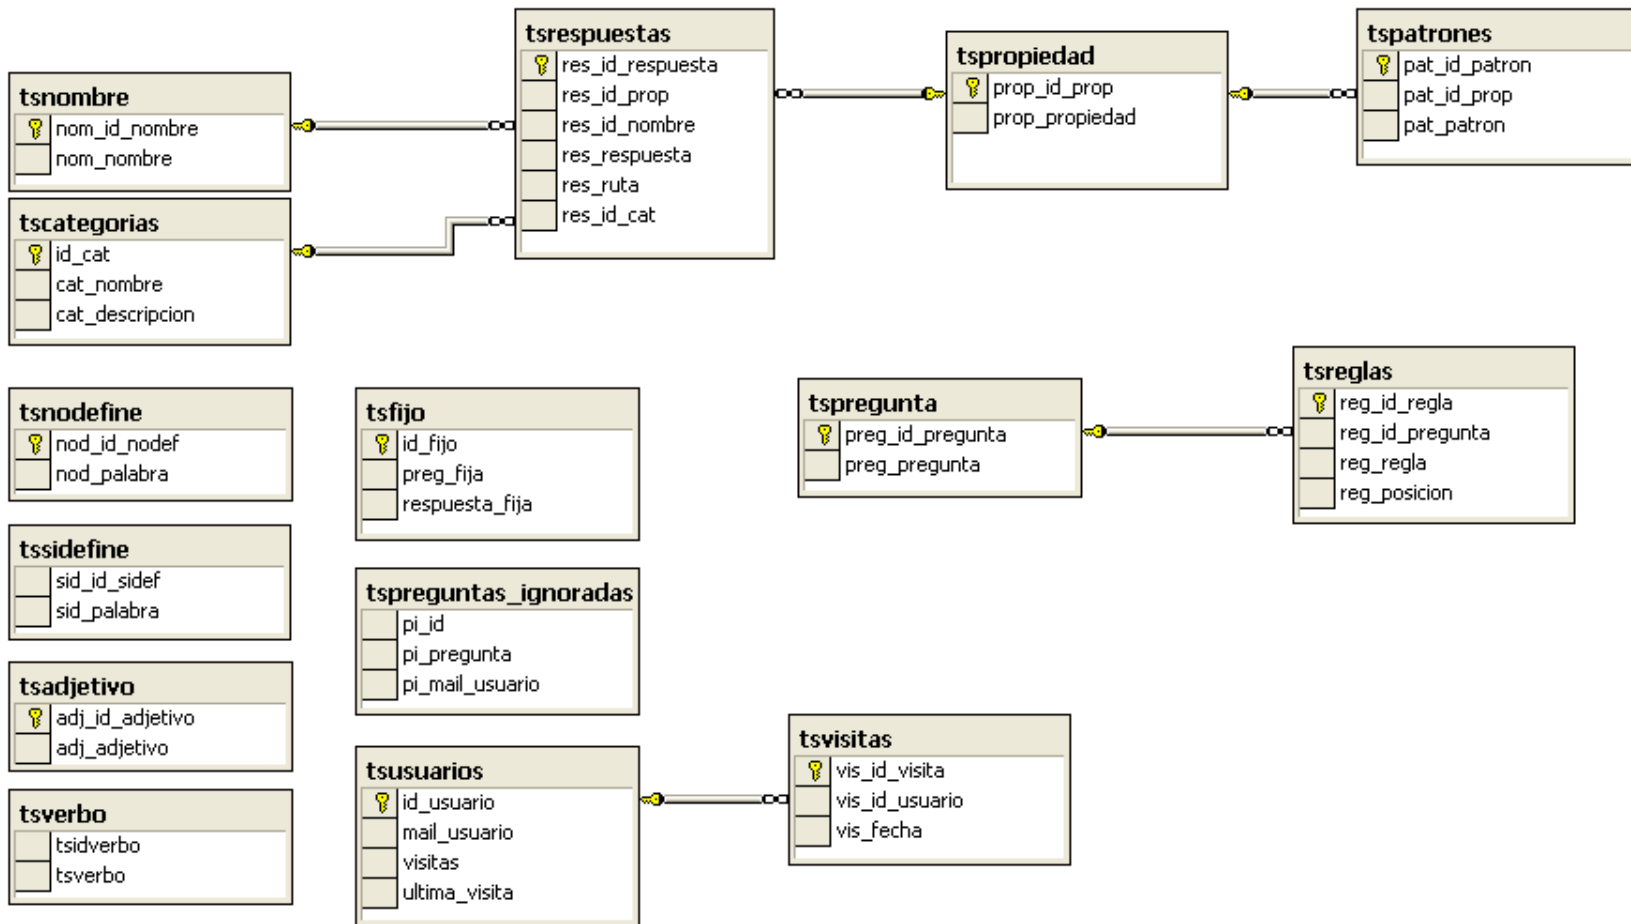 tsnombre
nom_id_nombre
nom_nombre
tscategorias
id_cat
cat_nombre
cat_descripcion
tsrespuestas
res_id_respuesta
res_id_prop
res_id_nombre
res_respuesta
res_ruta
res_id_cat
tspropiedad
prop_id_prop
prop_propiedad
tspatrones
pat_id_patron
pat_id_prop
pat_patron
tsnodefine
nod_id_nodef
nod_palabra
tssidefine
sid_id_sidef
sid_palabra
tsadjetivo
adj_id_adjetivo
adj_adjetivo
tsverbo
tsidverbo
tsverbo
tsfijo
id_fijo
preg_fija
respuesta_fija
tspreguntas_ignoradas
pi_id
pi_pregunta
pi_mail_usuario
tsusuarios
id_usuario
mail_usuario
visitas
ultima_visita
tspregunta
preg_id_pregunta
preg_pregunta
tsreglas
reg_id_regla
reg_id_pregunta
reg_regla
reg_posicion
tsvisitas
vis_id_visita
vis_id_usuario
vis_fecha